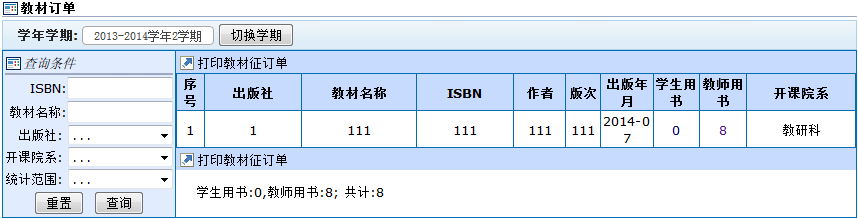 教材订单
学年学期: 2013-2014学年2学期 切换学期
查询条件
ISBN:
教材名称:
出版社: ...
开课院系: ...
统计范围: ...
重置 查询
打印教材征订单
序号 出版社 教材名称 ISBN 作者 版次 出版年月 学生用书 教师用书 开课院系
1 1 111 111 111 111 2014-07 0 8 教研科
打印教材征订单
学生用书:0,教师用书:8; 共计:8